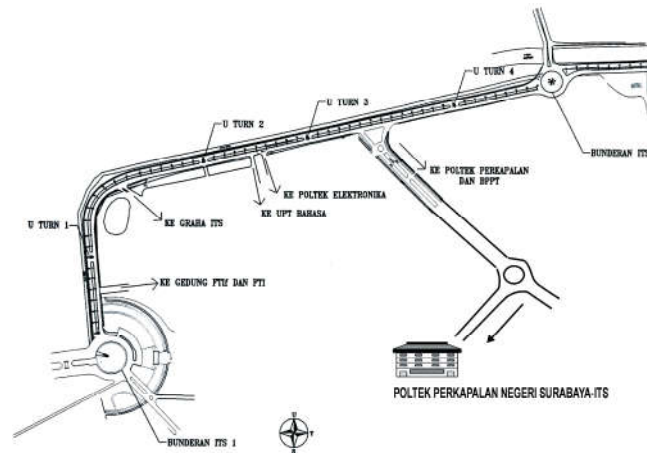 U TURN 4
U TURN 3
U TURN 2
BUNDERAN ITS
KE POLTEK PERKAPALAN
DAN BPPT
KE POLTEK ELEKTRONIKA
KE UPT BAHASA
KE GRAHA ITS
U TURN 1
KE GEDUNG FTM DAN FTI
POLTEK PERKAPALAN NEGERI SURABAYA-ITS
BUNDERAN ITS 1
U
T